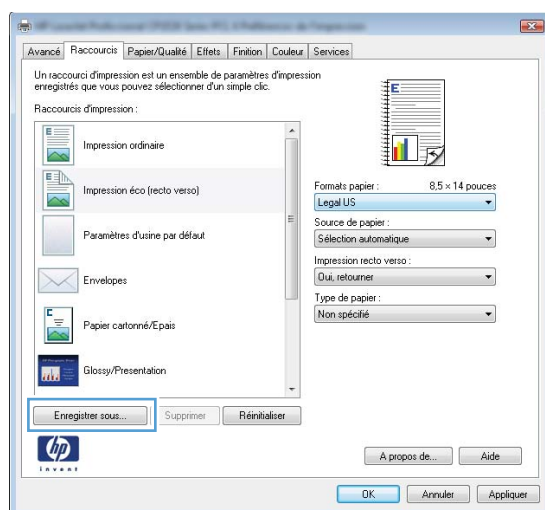 Avancé Raccourcis Papier/Qualité Effets Finition Couleur Services
Un raccourci d'impression est un ensemble de paramètres d'impression
enregistrés que vous pouvez sélectionner d'un simple clic.
Raccourcis d'impression :
Impression ordinaire
Impression éco (recto verso)
Paramètres d'usine par défaut
Envelopes
Papier cartonné/Epais
Glossy/Presentation
Enregistrer sous...
Supprimer
Réinitialiser
E
Formats papier : 8,5 × 14 pouces
Legal US
Source de papier :
Sélection automatique
Impression recto verso :
Oui, retourner
Type de papier :
Non spécifié
hp
invent
A propos de...
Aide
OK
Annuler
Appliquer